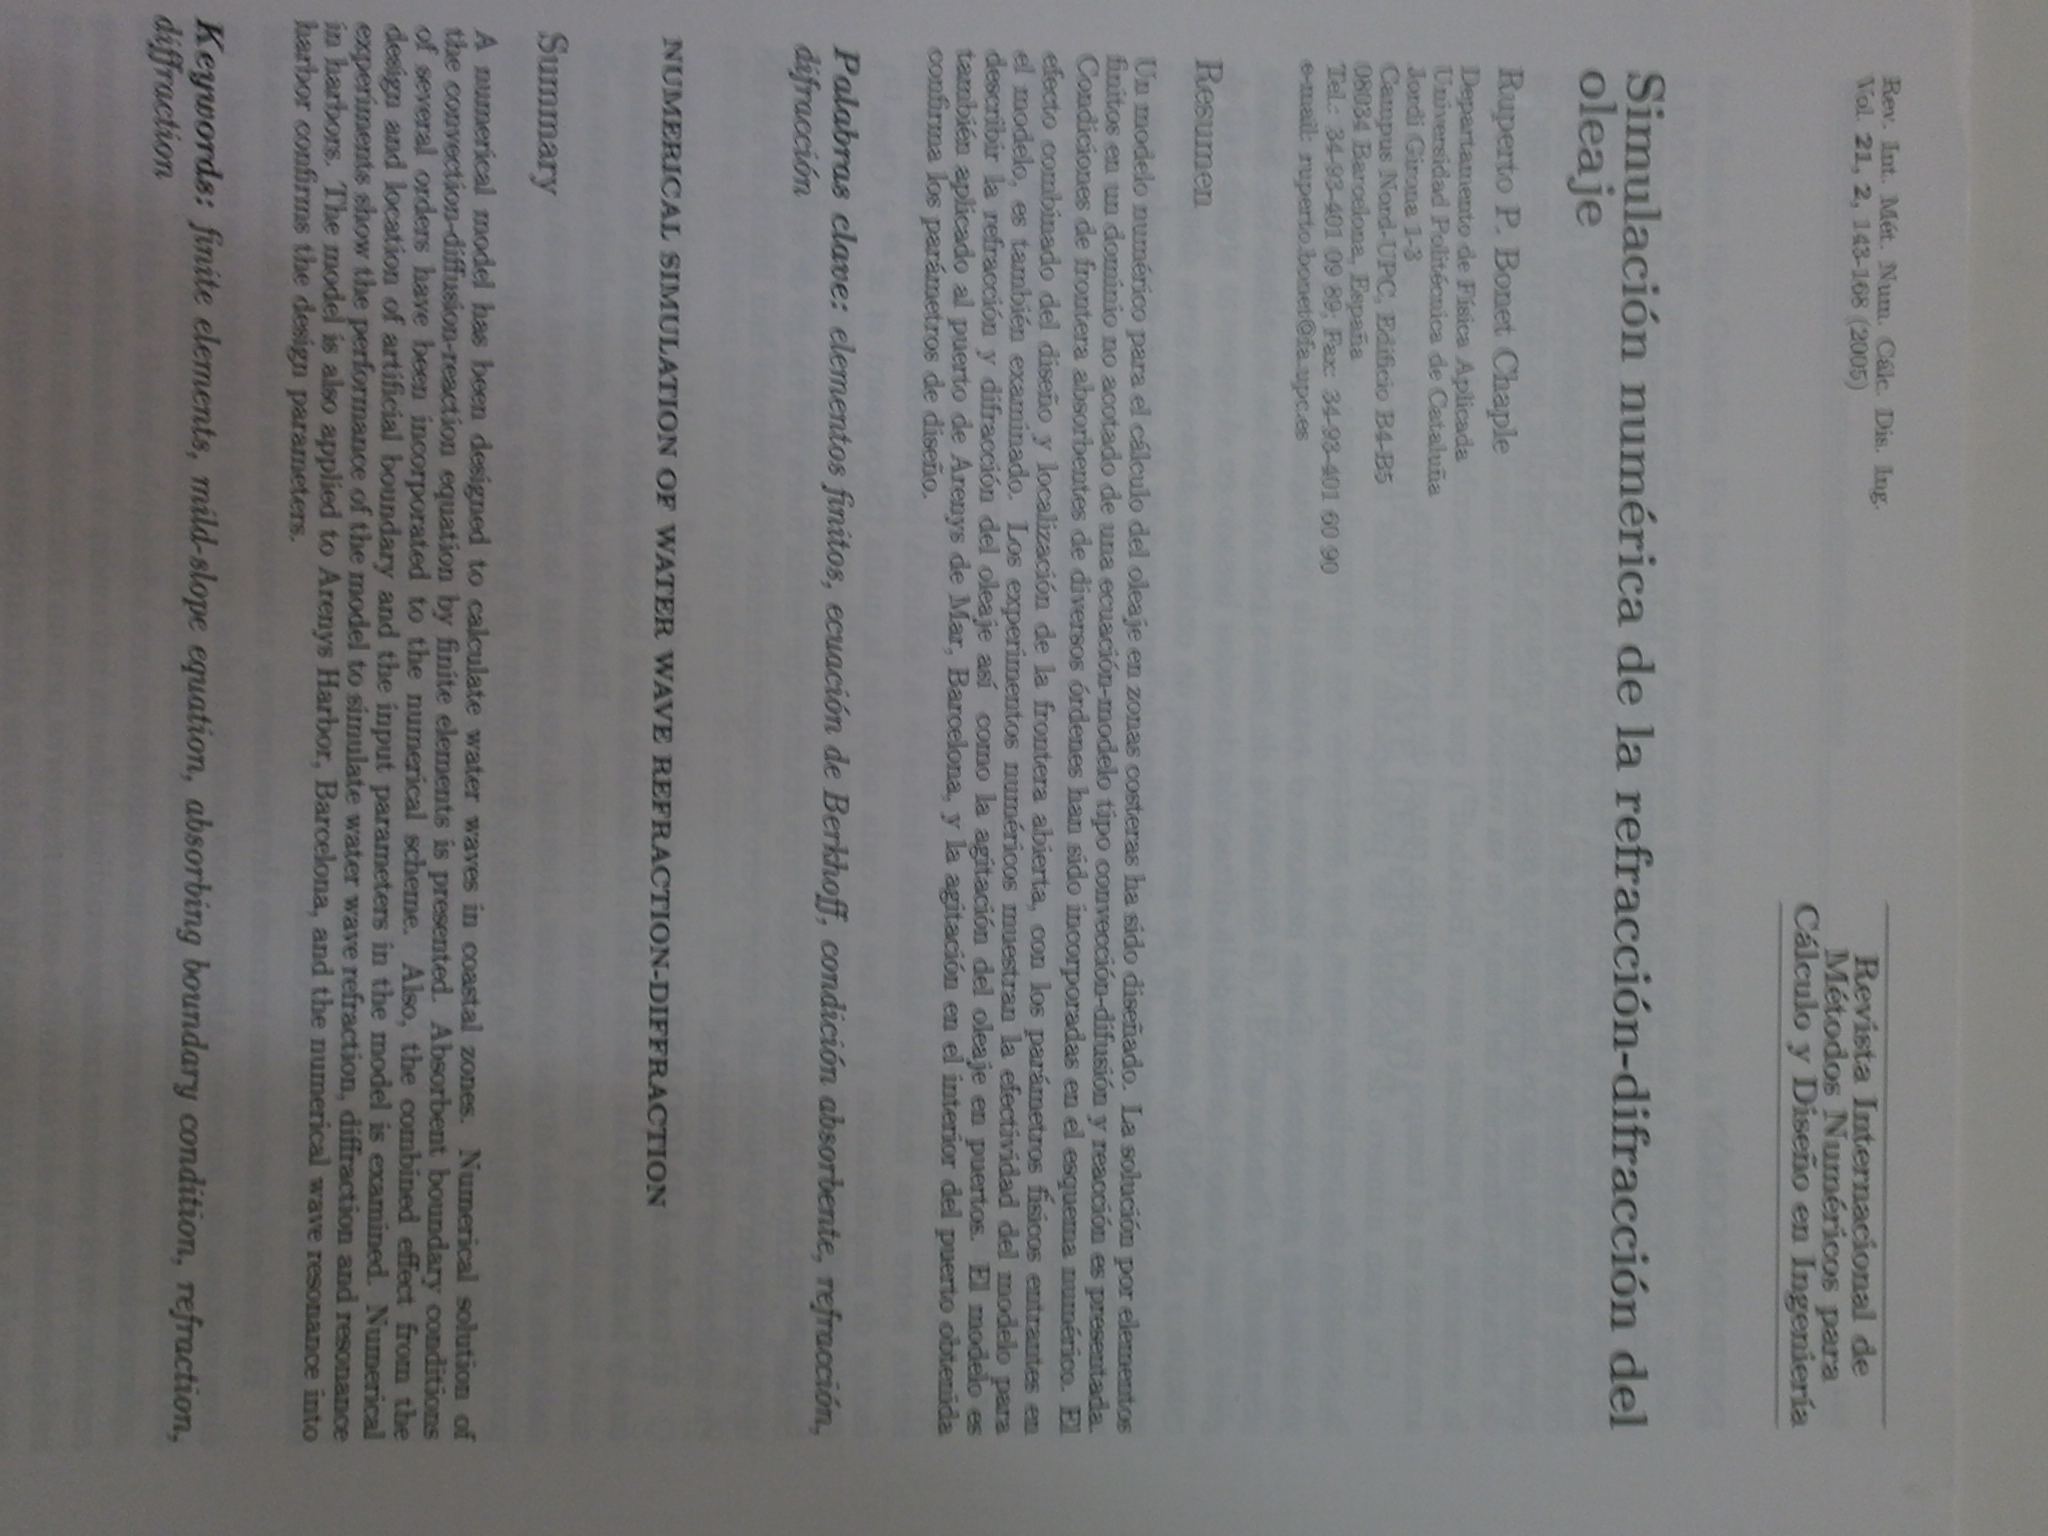 Rev. Int. Mét. Num. Cálc. Dis. Ing.
Vol. 21, 2, 143-168 (2005)
Revista Internacional de
Métodos Numéricos para
Cálculo y Diseño en Ingeniería
Simulación numérica de la refracción-difracción del
oleaje
Ruperto P. Bonet Chaple
Departamento de Física Aplicada
Universidad Politécnica de Cataluña
Jordi Girona 1-3
Campus Nord-UPC, Edificio B4-B5
08034 Barcelona, España
Tel.: 34-93-401 09 89, Fax: 34-93-401 60 90
e-mail: ruperto.bonet@fa.upc.es
Resumen
Un modelo numérico para el cálculo del oleaje en zonas costeras ha sido diseñado. La solución por elementos
finitos en un dominio no acotado de una ecuación-modelo tipo convección-difusión y reacción es presentada.
Condiciones de frontera absorbentes de diversos órdenes han sido incorporadas en el esquema numérico. El
efecto combinado del diseño y localización de la frontera abierta, con los parámetros físicos entrantes en
el modelo, es también examinado. Los experimentos numéricos muestran la efectividad del modelo para
describir la refracción y difracción del oleaje así como la agitación del oleaje en puertos. El modelo es
también aplicado al puerto de Arenys de Mar, Barcelona, y la agitación en el interior del puerto obtenida
confirma los parámetros de diseño.
Palabras clave: elementos finitos, ecuación de Berkhoff, condición absorbente, refracción,
difracción
NUMERICAL SIMULATION OF WATER WAVE REFRACTION-DIFFRACTION
Summary
A numerical model has been designed to calculate water waves in coastal zones. Numerical solution of
the convection-diffusion-reaction equation by finite elements is presented. Absorbent boundary conditions
of several orders have been incorporated to the numerical scheme. Also, the combined effect from the
design and location of artificial boundary and the input parameters in the model is examined. Numerical
experiments show the performance of the model to simulate water wave refraction, diffraction and resonance
in harbors. The model is also applied to Arenys Harbor, Barcelona, and the numerical wave resonance into
harbor confirms the design parameters.
Keywords: finite elements, mild-slope equation, absorbing boundary condition, refraction,
diffraction